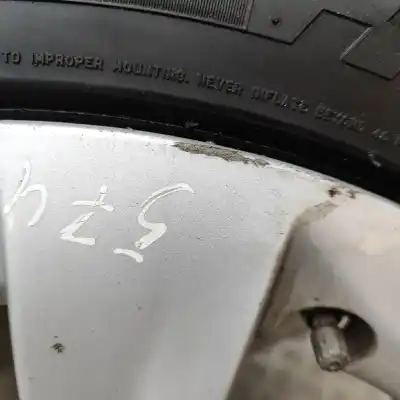 TO IMPROPER MOUNTING. NEVER INFLATE BEYOND
574